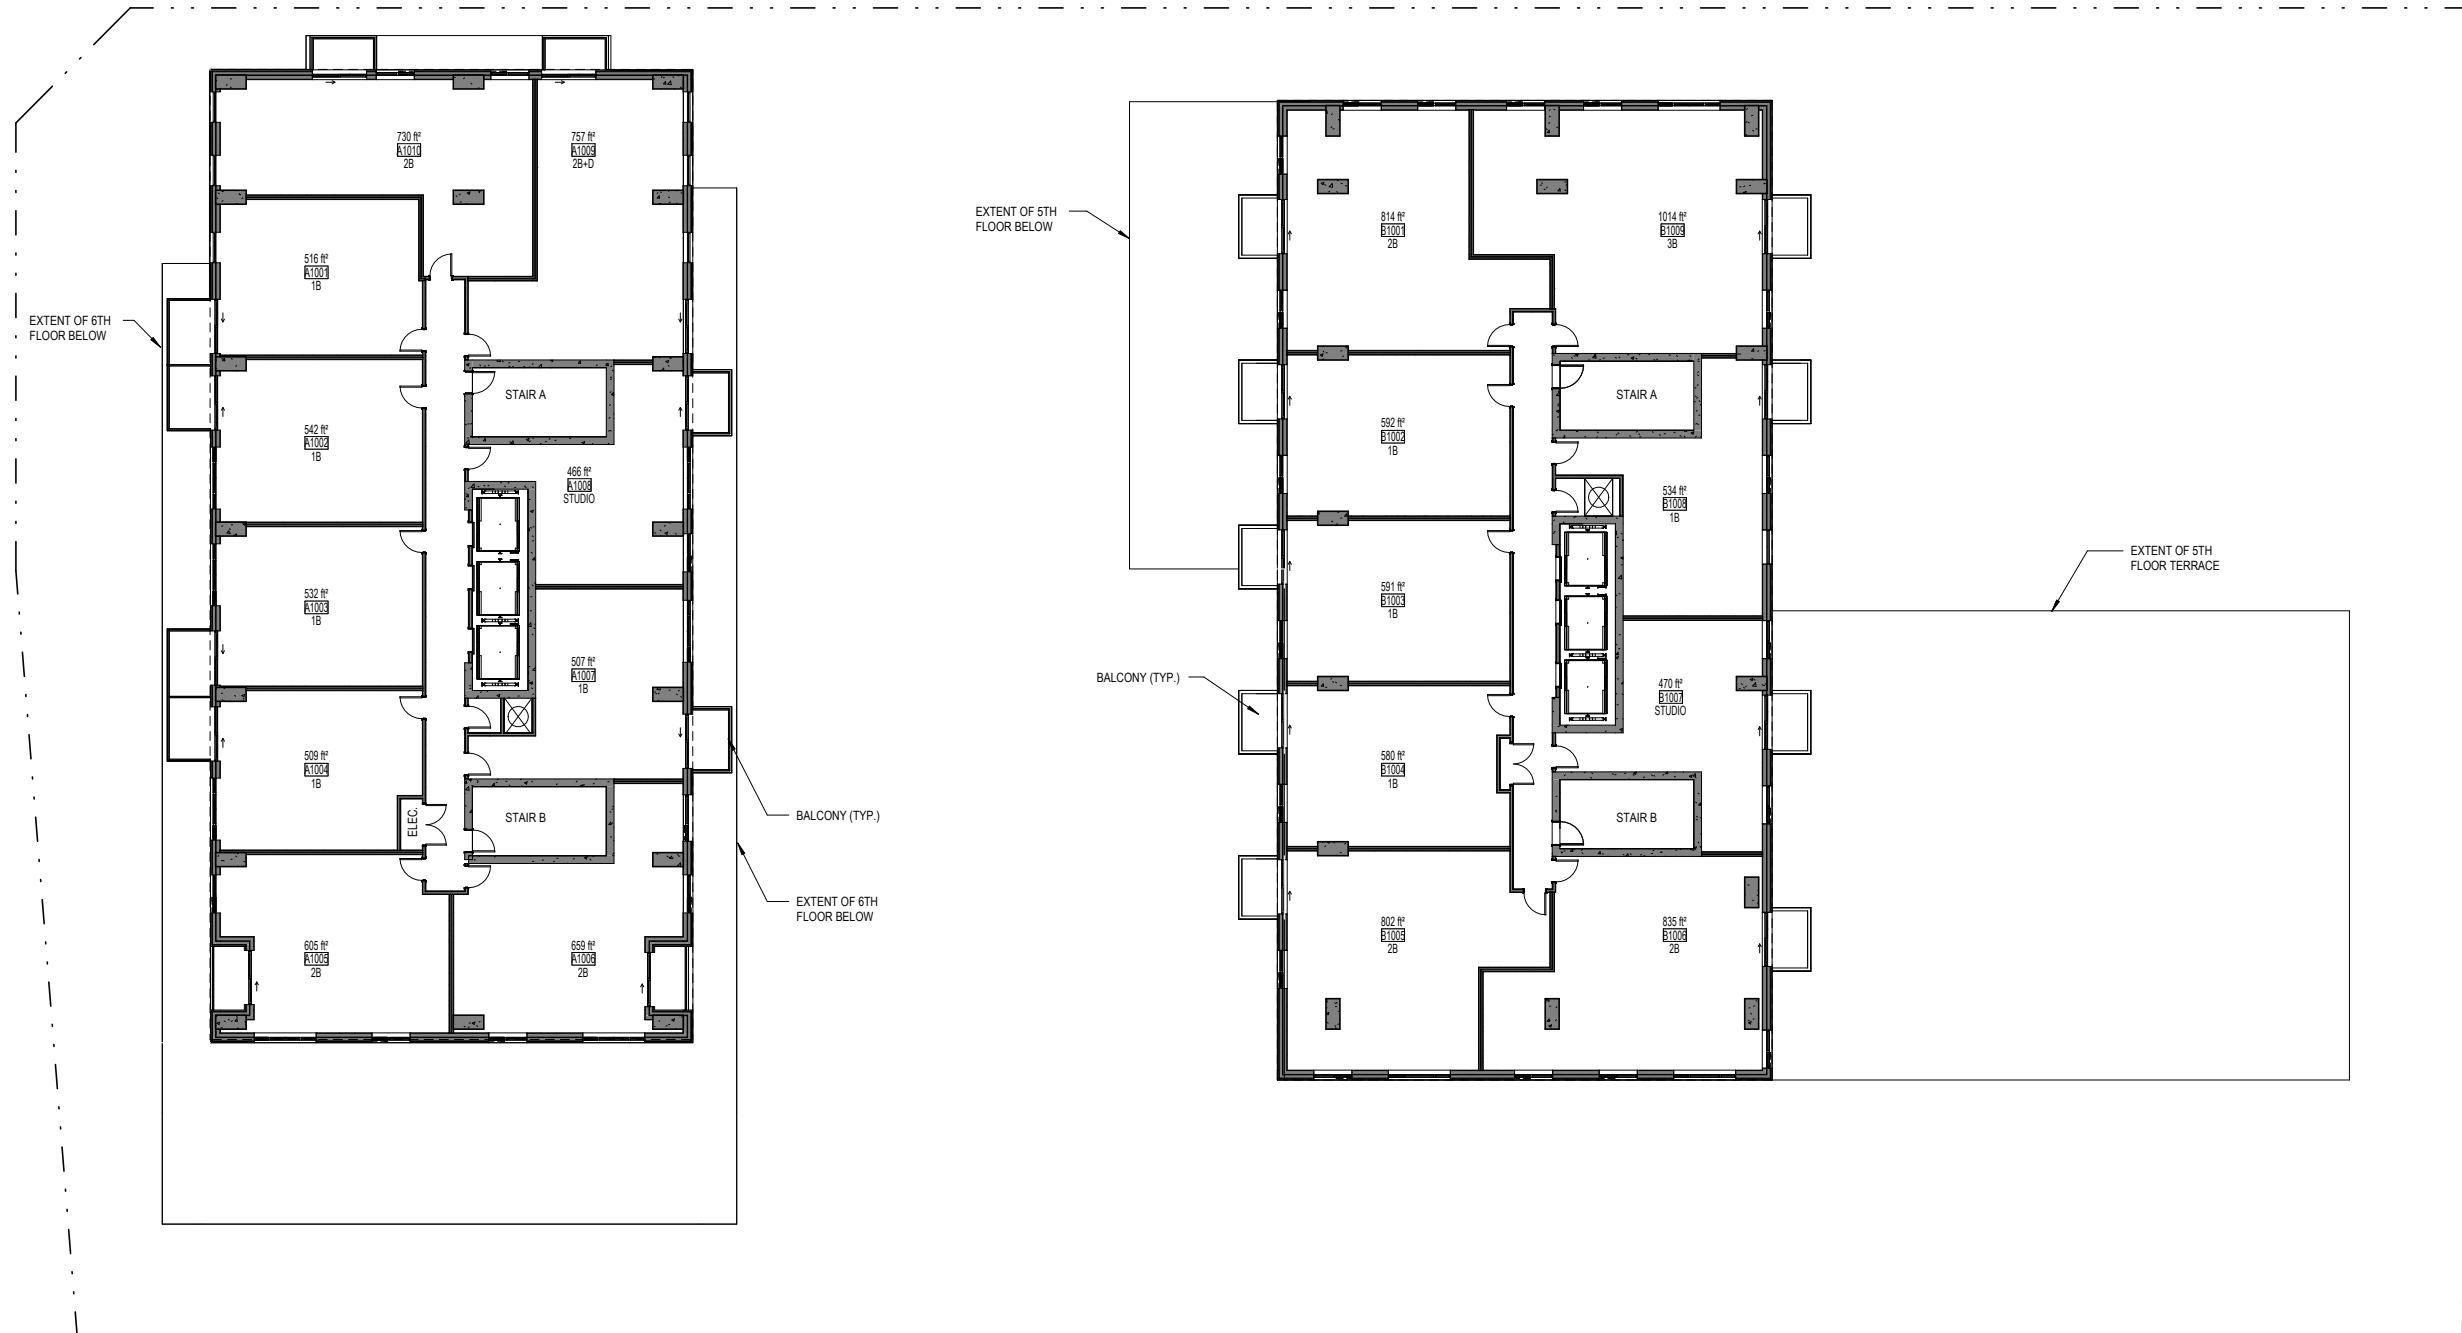 730 ft²
A1010
2B
757 ft²
A1009
2B+D
516 ft²
A1001
1B
EXTENT OF 6TH
FLOOR BELOW
STAIR A
542 ft²
A1002
1B
466 ft²
A1008
STUDIO
532 ft²
A1003
1B
507 ft²
A1007
1B
509 ft²
A1004
1B
ELEC.
STAIR B
BALCONY (TYP.)
EXTENT OF 6TH
FLOOR BELOW
605 ft²
A1005
2B
659 ft²
A1006
2B
EXTENT OF 5TH
FLOOR BELOW
814 ft²
B1001
2B
1014 ft²
B1009
3B
STAIR A
592 ft²
B1002
1B
534 ft²
B1008
1B
EXTENT OF 5TH
FLOOR TERRACE
591 ft²
B1003
1B
BALCONY (TYP.)
470 ft²
B1007
STUDIO
580 ft²
B1004
1B
STAIR B
802 ft²
B1005
2B
835 ft²
B1006
2B